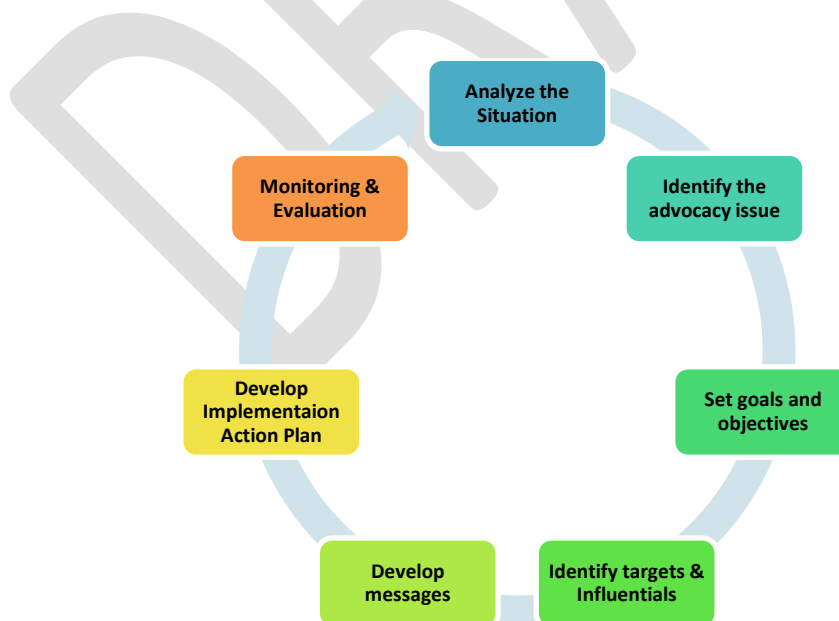 Analyze the
Situation
Identify the
advocacy issue
Set goals and
objectives
Identify targets &
Influentials
Develop
messages
Develop
Implementaion
Action Plan
Monitoring &
Evaluation